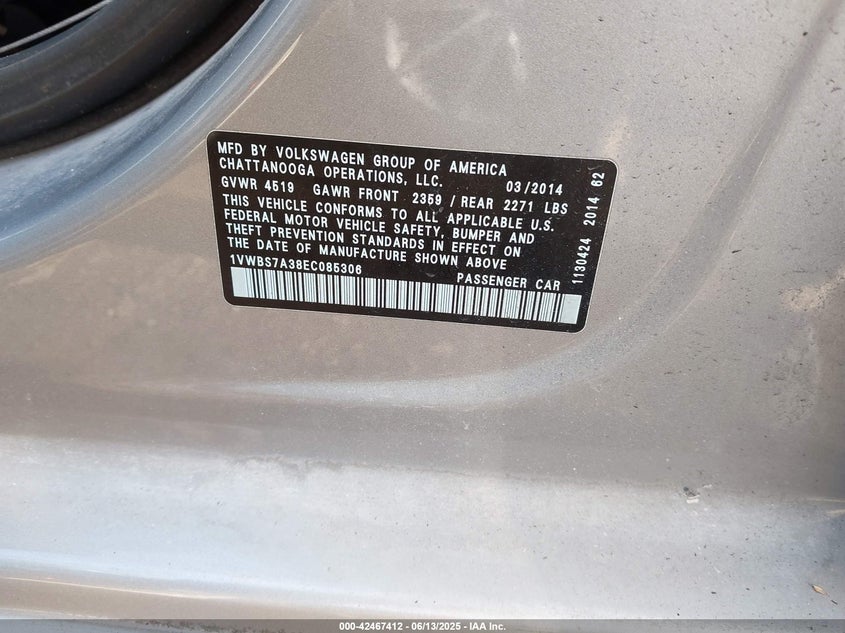 MFD BY VOLKSWAGEN GROUP OF AMERICA
CHATTANOOGA OPERATIONS, LLC. 03/2014
GVWR 4519 GAWR FRONT 2359 / REAR 2271 LBS
THIS VEHICLE CONFORMS TO ALL APPLICABLE U.S.
FEDERAL MOTOR VEHICLE SAFETY, BUMPER AND
THEFT PREVENTION STANDARDS IN EFFECT ON
THE DATE OF MANUFACTURE SHOWN ABOVE
1VWBS7A38EC085306 PASSENGER CAR
1130424 2014 62
000-42467412 - 06/13/2025 - IAA Inc.